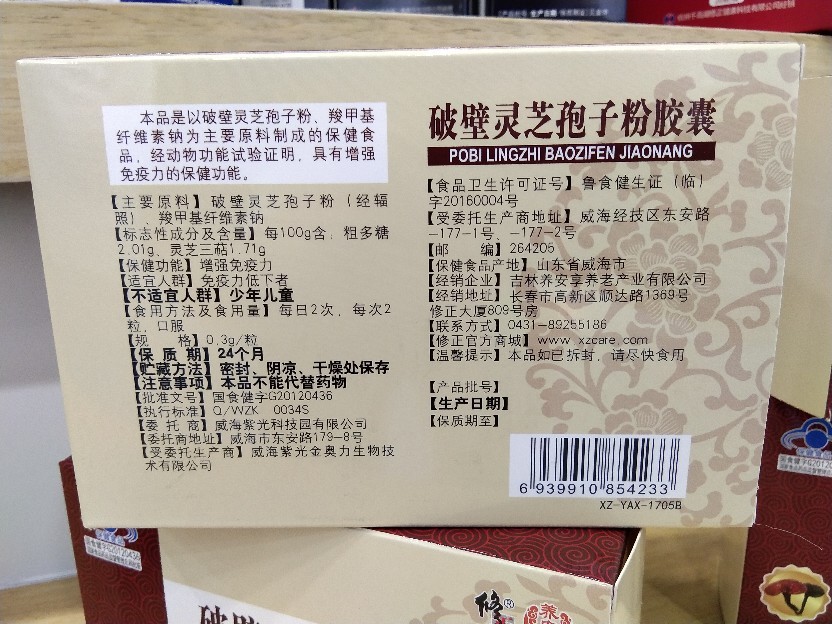 本品是以破壁灵芝孢子粉、羧甲基
纤维素钠为主要原料制成的保健食
品，经动物功能试验证明，具有增强
免疫力的保健功能。
【主要原料】破壁灵芝孢子粉（经辐
照）、羧甲基纤维素钠
【标志性成分及含量】每100g含：粗多糖
2.01g、灵芝三萜1.71g
【保健功能】增强免疫力
【适宜人群】免疫力低下者
【不适宜人群】少年儿童
【食用方法及食用量】每日2次，每次2
粒，口服
【规　　格】0.3g/粒
【保 质 期】24个月
【贮藏方法】密封、阴凉、干燥处保存
【注意事项】本品不能代替药物
【批准文号】国食健字G20120436
【执行标准】Q/WZK 0034S
【委 托 商】威海紫光科技园有限公司
【委托商地址】威海市东安路179-8号
【受委托生产商】威海紫光金奥力生物技
术有限公司
破壁灵芝孢子粉胶囊
POBI LINGZHI BAOZIFEN JIAONANG
【食品卫生许可证号】鲁食健生证（临）
字20160004号
【受委托生产商地址】威海经技区东安路
-177-1号、-177-2号
【邮　　编】264205
【保健食品产地】山东省威海市
【经销企业】吉林养安享养老产业有限公司
【经销地址】长春市高新区顺达路1369号
修正大厦809号房
【联系方式】0431-89255186
【修正官方商城】www.xzcare.com
【温馨提示】本品如已拆封，请尽快食用
【产品批号】
【生产日期】
【保质期至】
6 939910 854233
XZ-YAX-1705B
国食健字G20120436
破壁
修
养